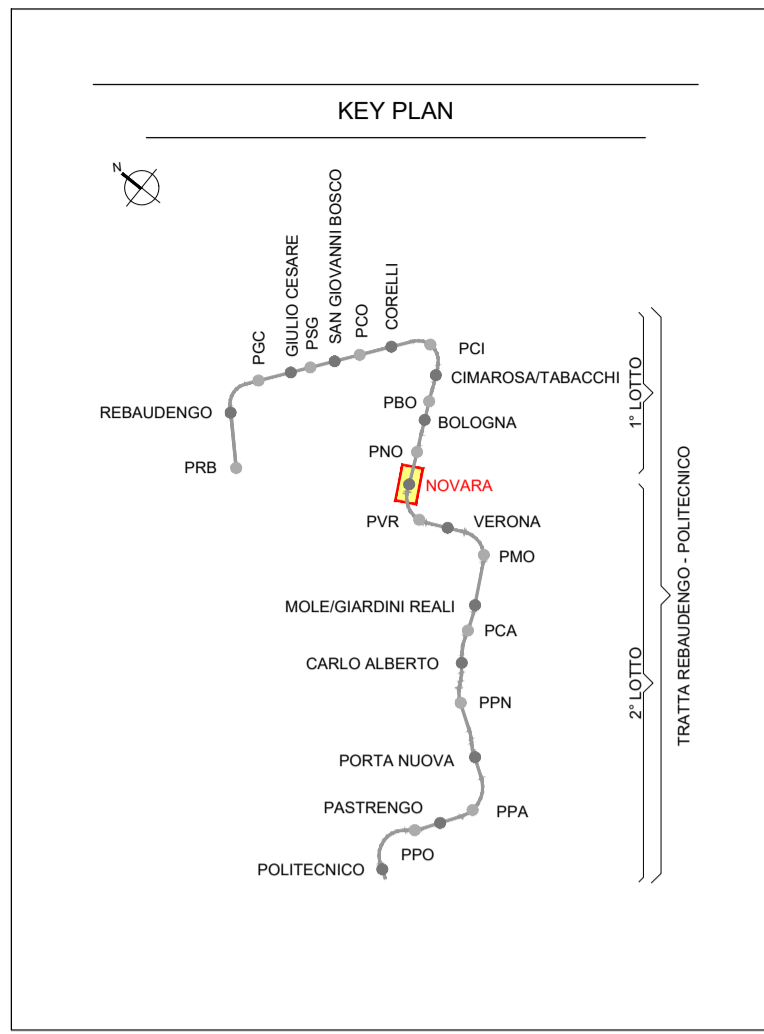 KEY PLAN
N
PGC
GIULIO CESARE
PSG
SAN GIOVANNI BOSCO
PCO
CORELLI
PCI
CIMAROSA/TABACCHI
REBAUDENGO
PBO
BOLOGNA
PNO
PRB
NOVARA
PVR
VERONA
PMO
MOLE/GIARDINI REALI
PCA
CARLO ALBERTO
PPN
PORTA NUOVA
PASTRENGO
PPA
PPO
POLITECNICO
1° LOTTO
2° LOTTO
TRATTA REBAUDENGO - POLITECNICO